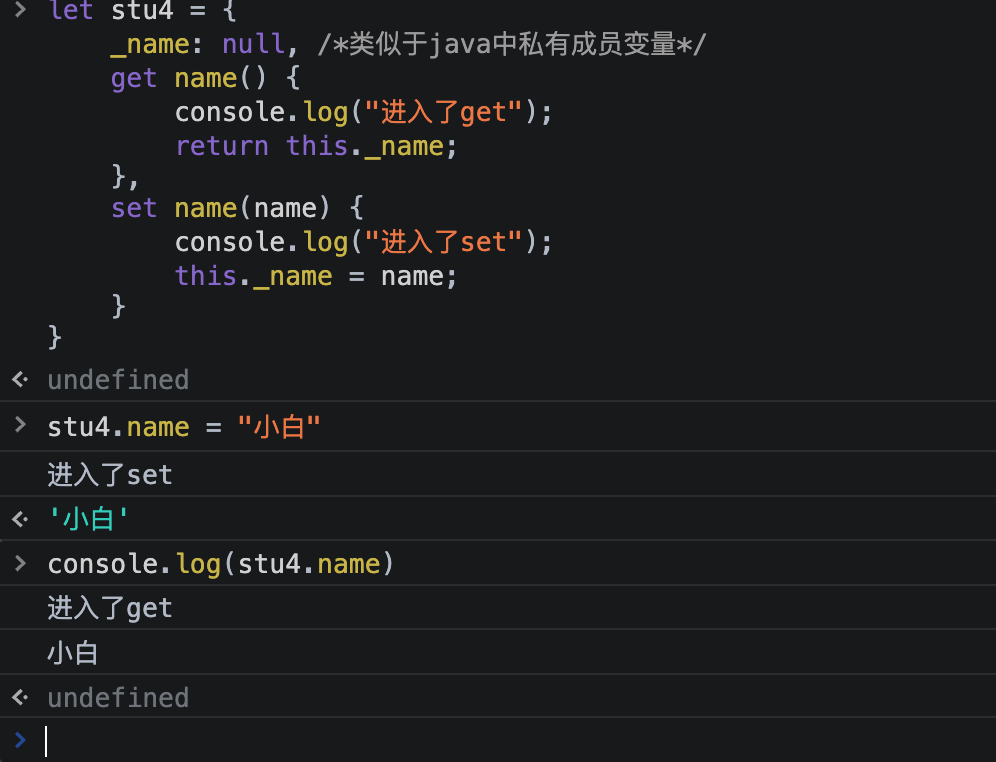 let stu4 = {
    _name: null, /*类似于java中私有成员变量*/
    get name() {
        console.log("进入了get");
        return this._name;
    },
    set name(name) {
        console.log("进入了set");
        this._name = name;
    }
}
undefined
stu4.name = "小白"
进入了set
'小白'
console.log(stu4.name)
进入了get
小白
undefined